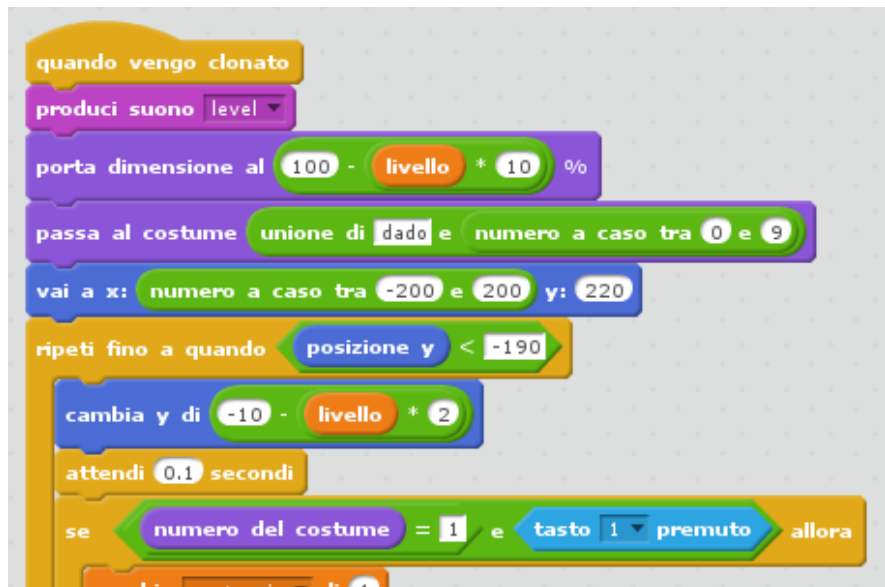 quando vengo clonato
produci suono level
porta dimensione al 100 - livello * 10 %
passa al costume unione di dado e numero a caso tra 0 e 9
vai a x: numero a caso tra -200 e 200 y: 220
ripeti fino a quando posizione y < -190
cambia y di -10 - livello * 2
attendi 0.1 secondi
se numero del costume = 1 e tasto 1 premuto allora